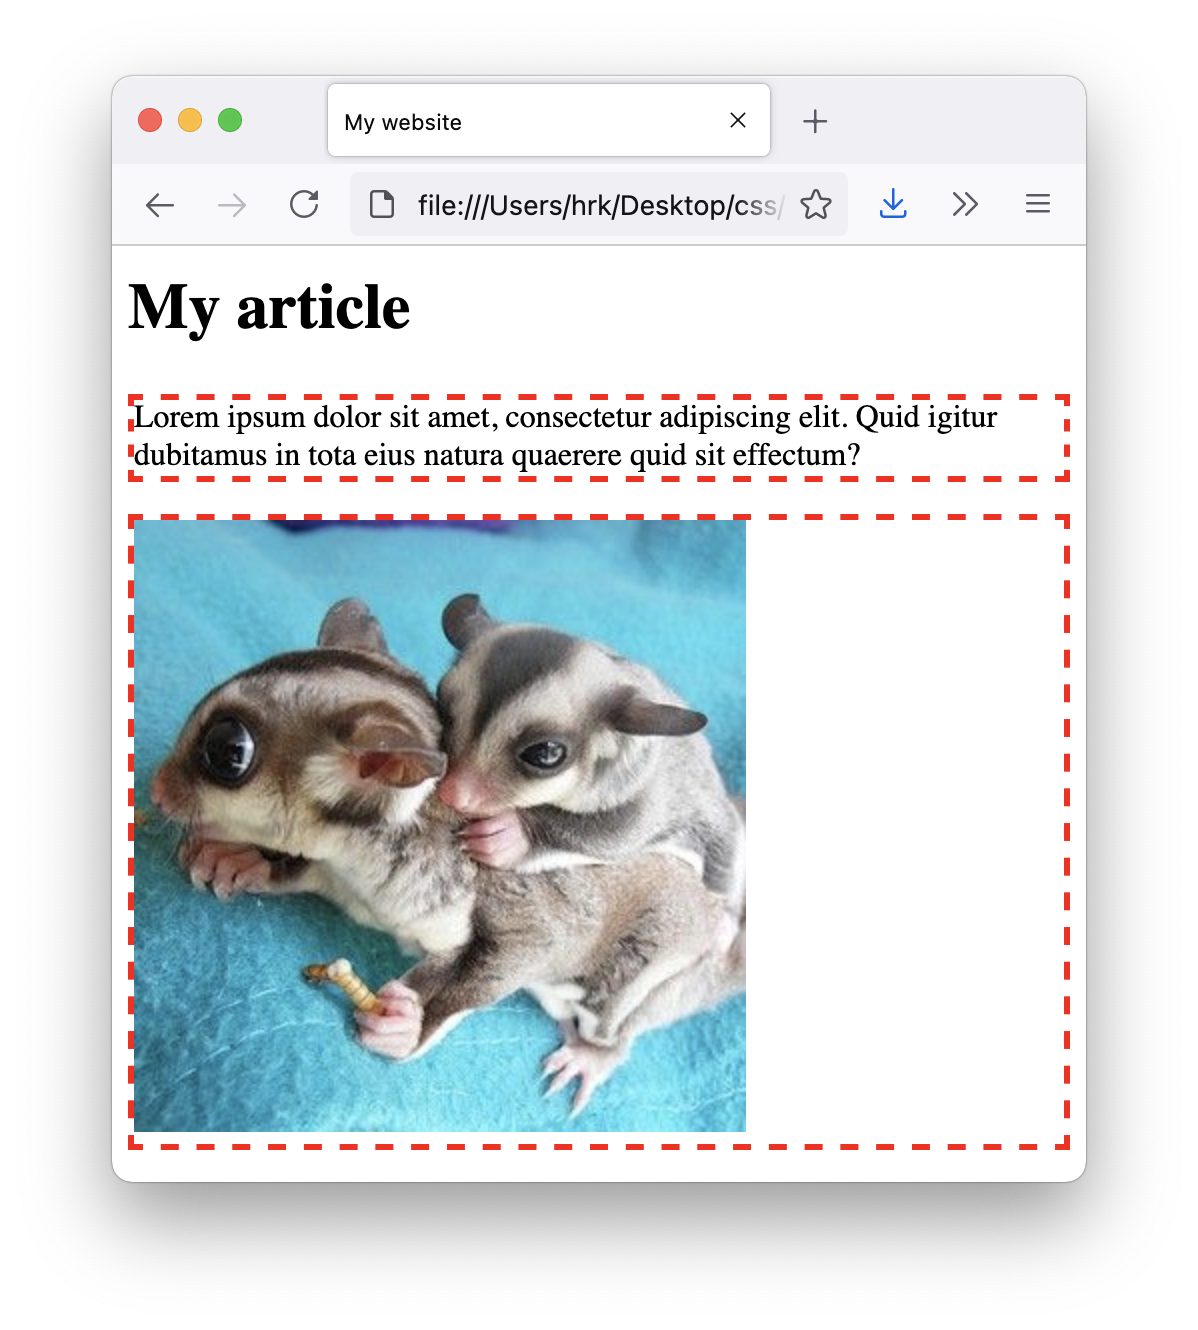 My website
file:///Users/hrk/Desktop/css/
My article
Lorem ipsum dolor sit amet, consectetur adipiscing elit. Quid igitur
dubitamus in tota eius natura quaerere quid sit effectum?